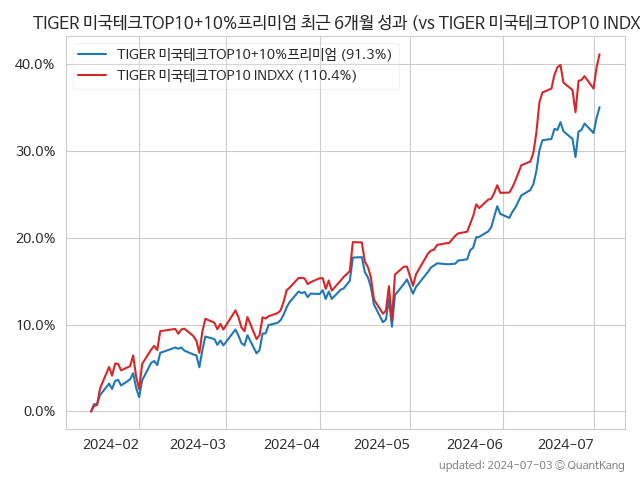 TIGER 미국테크TOP10+10%프리미엄 최근 6개월 성과 (vs TIGER 미국테크TOP10 INDX
TIGER 미국테크TOP10+10%프리미엄 (91.3%)
TIGER 미국테크TOP10 INDXX (110.4%)
40.0%
30.0%
20.0%
10.0%
0.0%
2024-02 2024-03 2024-04 2024-05 2024-06 2024-07
updated: 2024-07-03 © QuantKang